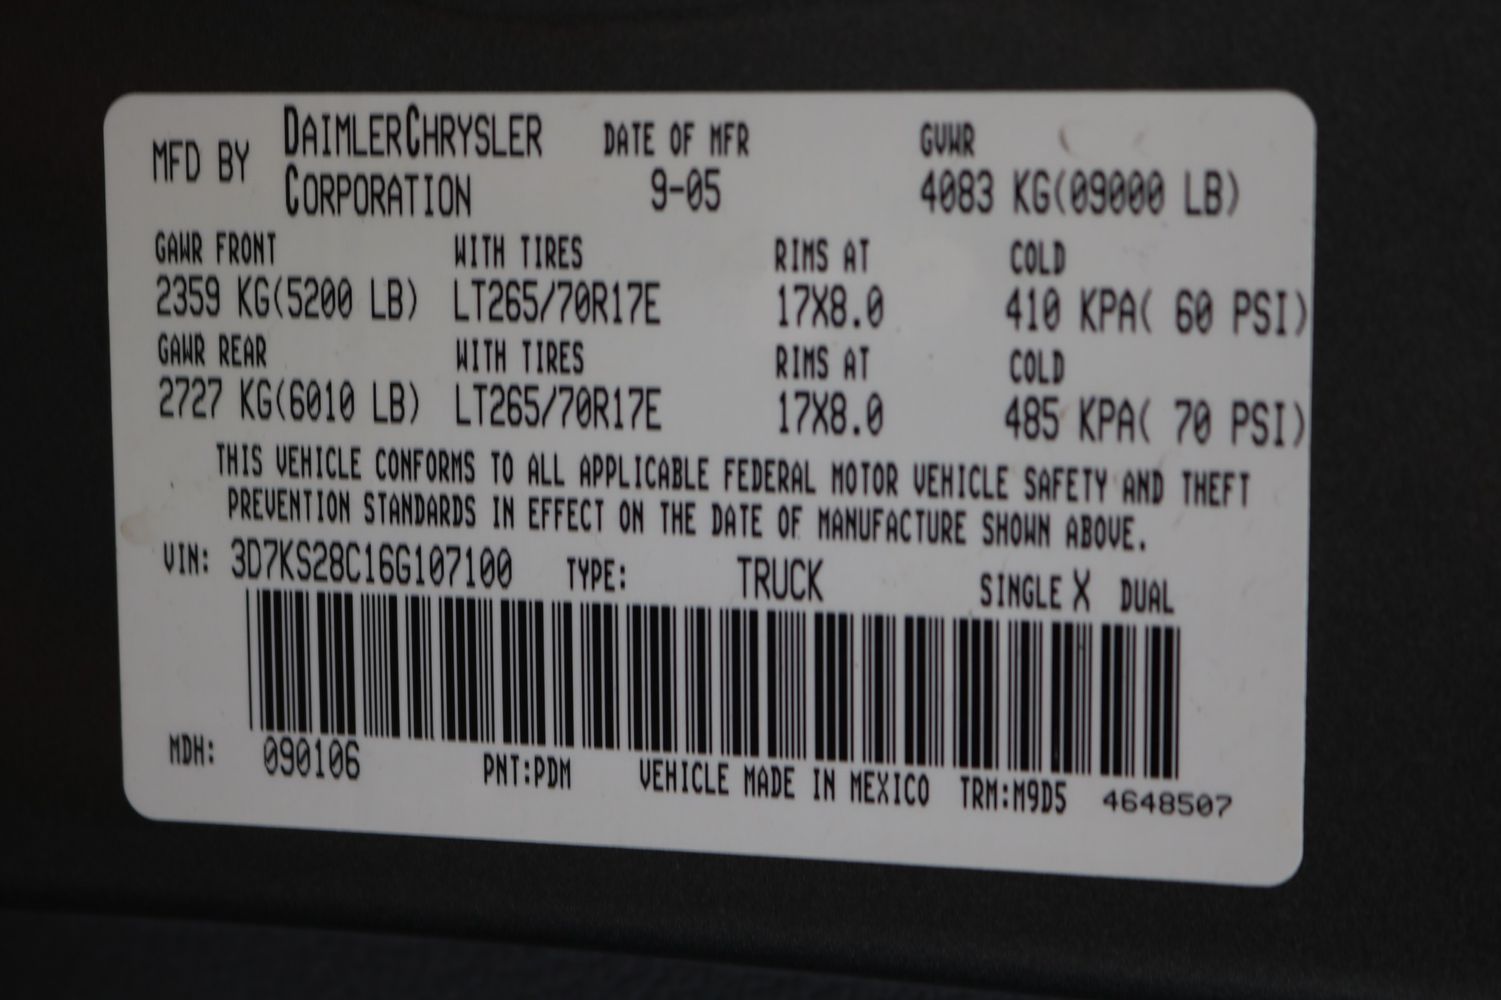 MFD BY DAIMLERCHRYSLER CORPORATION DATE OF MFR 9-05 GVWR 4083 KG(09000 LB)
GAWR FRONT WITH TIRES RIMS AT COLD
2359 KG(5200 LB) LT265/70R17E 17X8.0 410 KPA( 60 PSI)
GAWR REAR WITH TIRES RIMS AT COLD
2727 KG(6010 LB) LT265/70R17E 17X8.0 485 KPA( 70 PSI)
THIS VEHICLE CONFORMS TO ALL APPLICABLE FEDERAL MOTOR VEHICLE SAFETY AND THEFT
PREVENTION STANDARDS IN EFFECT ON THE DATE OF MANUFACTURE SHOWN ABOVE.
VIN: 3D7KS28C16G107100 TYPE: TRUCK SINGLE X DUAL
MDH: 090106 PNT:PDM VEHICLE MADE IN MEXICO TRM:M9D5 4648507